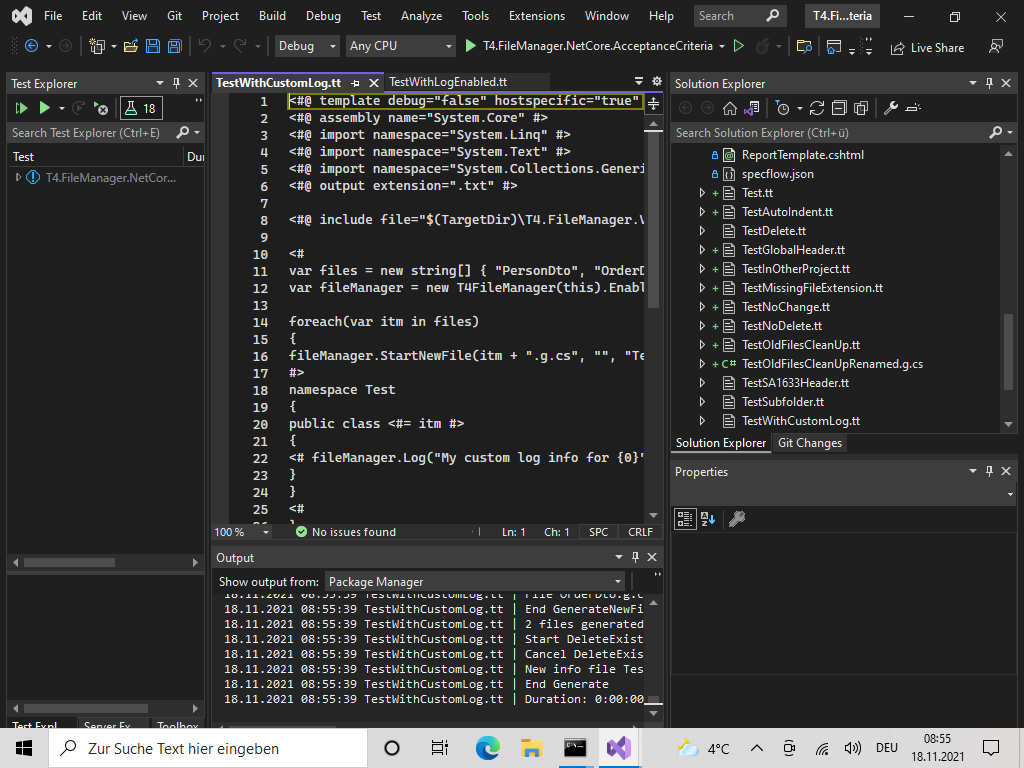 File Edit View Git Project Build Debug Test Analyze Tools Extensions Window Help Search T4.Fi...teria
Debug Any CPU T4.FileManager.NetCore.AcceptanceCriteria Live Share
Test Explorer
18
Search Test Explorer (Ctrl+E)
Test Dur
T4.FileManager.NetCor...
Test Expl... Server Ex... Toolbox
TestWithCustomLog.tt TestWithLogEnabled.tt
1 <#@ template debug="false" hostspecific="true"
2 <#@ assembly name="System.Core" #>
3 <#@ import namespace="System.Linq" #>
4 <#@ import namespace="System.Text" #>
5 <#@ import namespace="System.Collections.Generi
6 <#@ output extension=".txt" #>
7
8 <#@ include file="$(TargetDir)\T4.FileManager.V
9
10 <#
11 var files = new string[] { "PersonDto", "OrderD
12 var fileManager = new T4FileManager(this).Enabl
13
14 foreach(var itm in files)
15 {
16 fileManager.StartNewFile(itm + ".g.cs", "", "Te
17 #>
18 namespace Test
19 {
20 public class <#= itm #>
21 {
22 <# fileManager.Log("My custom log info for {0}"
23 }
24 }
25 <#
100 % No issues found Ln: 1 Ch: 1 SPC CRLF
Output
Show output from: Package Manager
18.11.2021 08:55:39 TestWithCustomLog.tt | File OrderDto.g.c
18.11.2021 08:55:39 TestWithCustomLog.tt | End GenerateNewFi
18.11.2021 08:55:39 TestWithCustomLog.tt | 2 files generated
18.11.2021 08:55:39 TestWithCustomLog.tt | Start DeleteExist
18.11.2021 08:55:39 TestWithCustomLog.tt | Cancel DeleteExis
18.11.2021 08:55:39 TestWithCustomLog.tt | New info file Tes
18.11.2021 08:55:39 TestWithCustomLog.tt | End Generate
18.11.2021 08:55:39 TestWithCustomLog.tt | Duration: 0:00:00
Solution Explorer
Search Solution Explorer (Ctrl+ü)
ReportTemplate.cshtml
specflow.json
Test.tt
TestAutoIndent.tt
TestDelete.tt
TestGlobalHeader.tt
TestInOtherProject.tt
TestMissingFileExtension.tt
TestNoChange.tt
TestNoDelete.tt
TestOldFilesCleanUp.tt
C# TestOldFilesCleanUpRenamed.g.cs
TestSA1633Header.tt
TestSubfolder.tt
TestWithCustomLog.tt
Solution Explorer Git Changes
Properties
Zur Suche Text hier eingeben 4°C DEU 08:55
18.11.2021